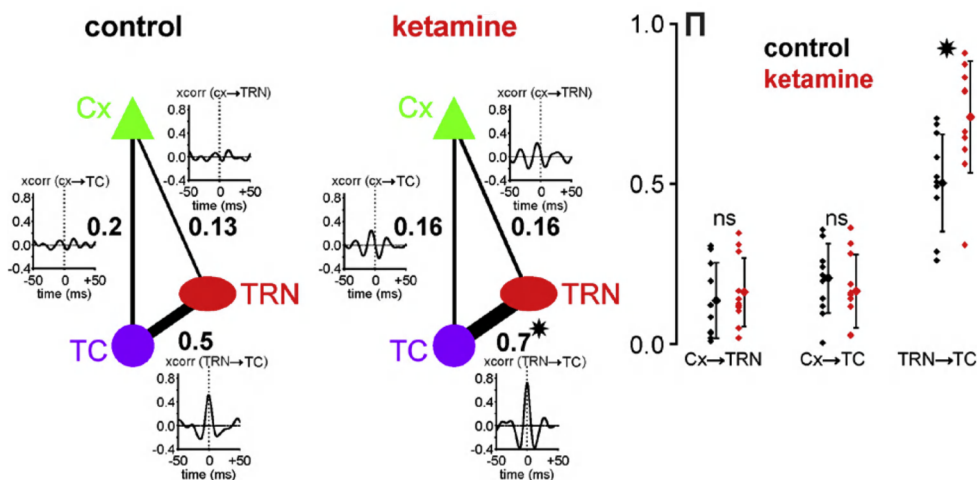 control
Cx
xcorr (cx→TRN)
0.8
0.4
0.0
-0.4
-50 0 +50
time (ms)
xcorr (cx→TC)
0.8
0.4
0.0
-0.4
-50 0 +50
time (ms)
0.2
0.13
TRN
TC
0.5
xcorr (TRN→TC)
0.8
0.4
0.0
-0.4
-50 0 +50
time (ms)
ketamine
Cx
xcorr (cx→TRN)
0.8
0.4
0.0
-0.4
-50 0 +50
time (ms)
xcorr (cx→TC)
0.8
0.4
0.0
-0.4
-50 0 +50
time (ms)
0.16
0.16
TRN
TC
0.7
xcorr (TRN→TC)
0.8
0.4
0.0
-0.4
-50 0 +50
time (ms)
1.0
Π
control
ketamine
0.5
ns
ns
0.0
Cx→TRN
Cx→TC
TRN→TC